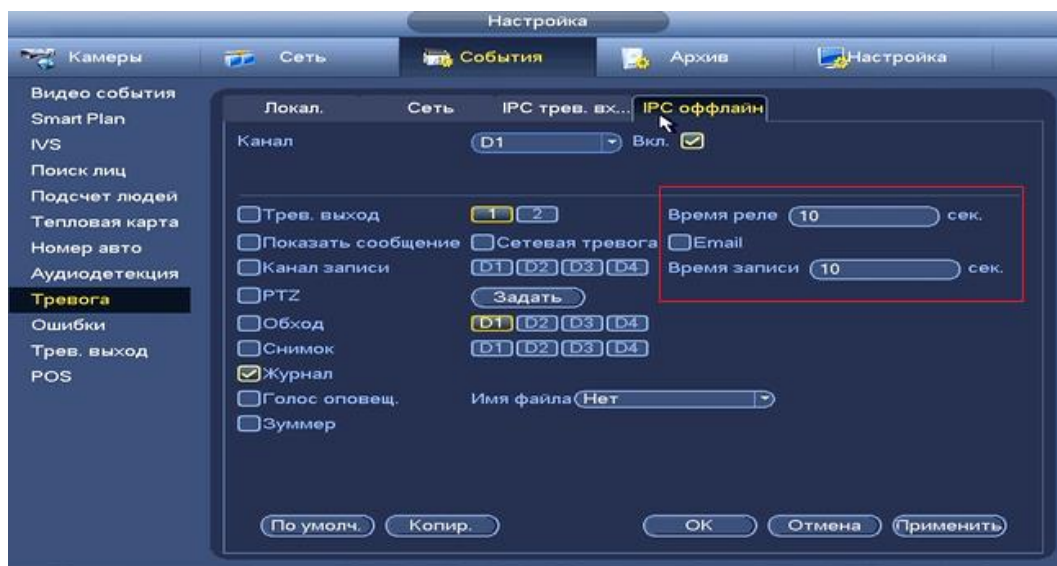 Настройка
Камеры Сеть События Архив Настройка
Видео события
Smart Plan
IVS
Поиск лиц
Подсчет людей
Тепловая карта
Номер авто
Аудиодетекция
Тревога
Ошибки
Трев. выход
POS
Локал. Сеть IPC трев. вх... IPC оффлайн
Канал D1 Вкл.
Трев. выход 1 2 Время реле 10 сек.
Показать сообщение Сетевая тревога Email
Канал записи D1 D2 D3 D4 Время записи 10 сек.
PTZ Задать
Обход D1 D2 D3 D4
Снимок D1 D2 D3 D4
Журнал
Голос оповещ. Имя файла Нет
Зуммер
По умолч. Копир. OK Отмена Применить